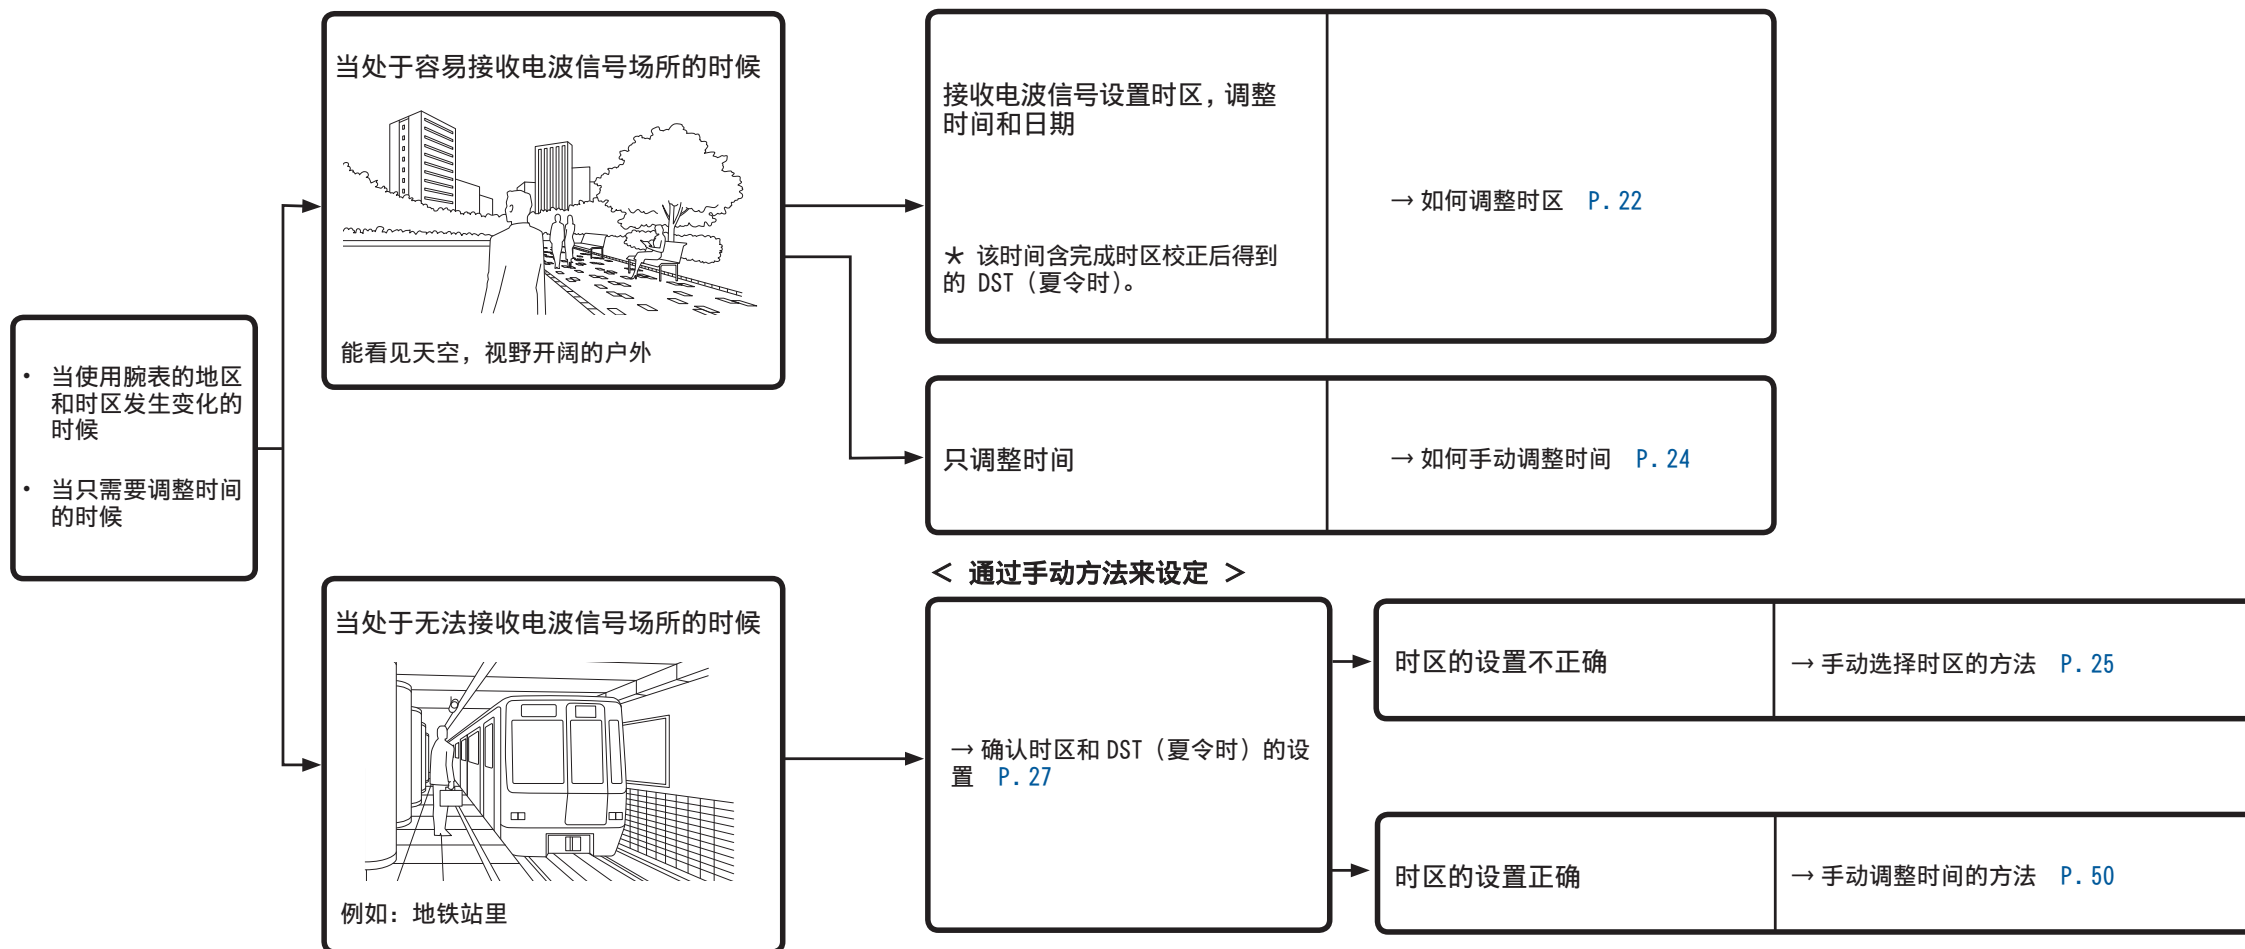 • 当使用腕表的地区
和时区发生变化的
时候
• 当只需要调整时间
的时候
当处于容易接收电波信号场所的时候
能看见天空，视野开阔的户外
接收电波信号设置时区，调整
时间和日期
＊ 该时间含完成时区校正后得到
的 DST（夏令时）。
→ 如何调整时区 P.22
只调整时间
→ 如何手动调整时间 P.24
当处于无法接收电波信号场所的时候
例如：地铁站里
＜ 通过手动方法来设定 ＞
→ 确认时区和 DST（夏令时）的设
置 P.27
时区的设置不正确
→ 手动选择时区的方法 P.25
时区的设置正确
→ 手动调整时间的方法 P.50